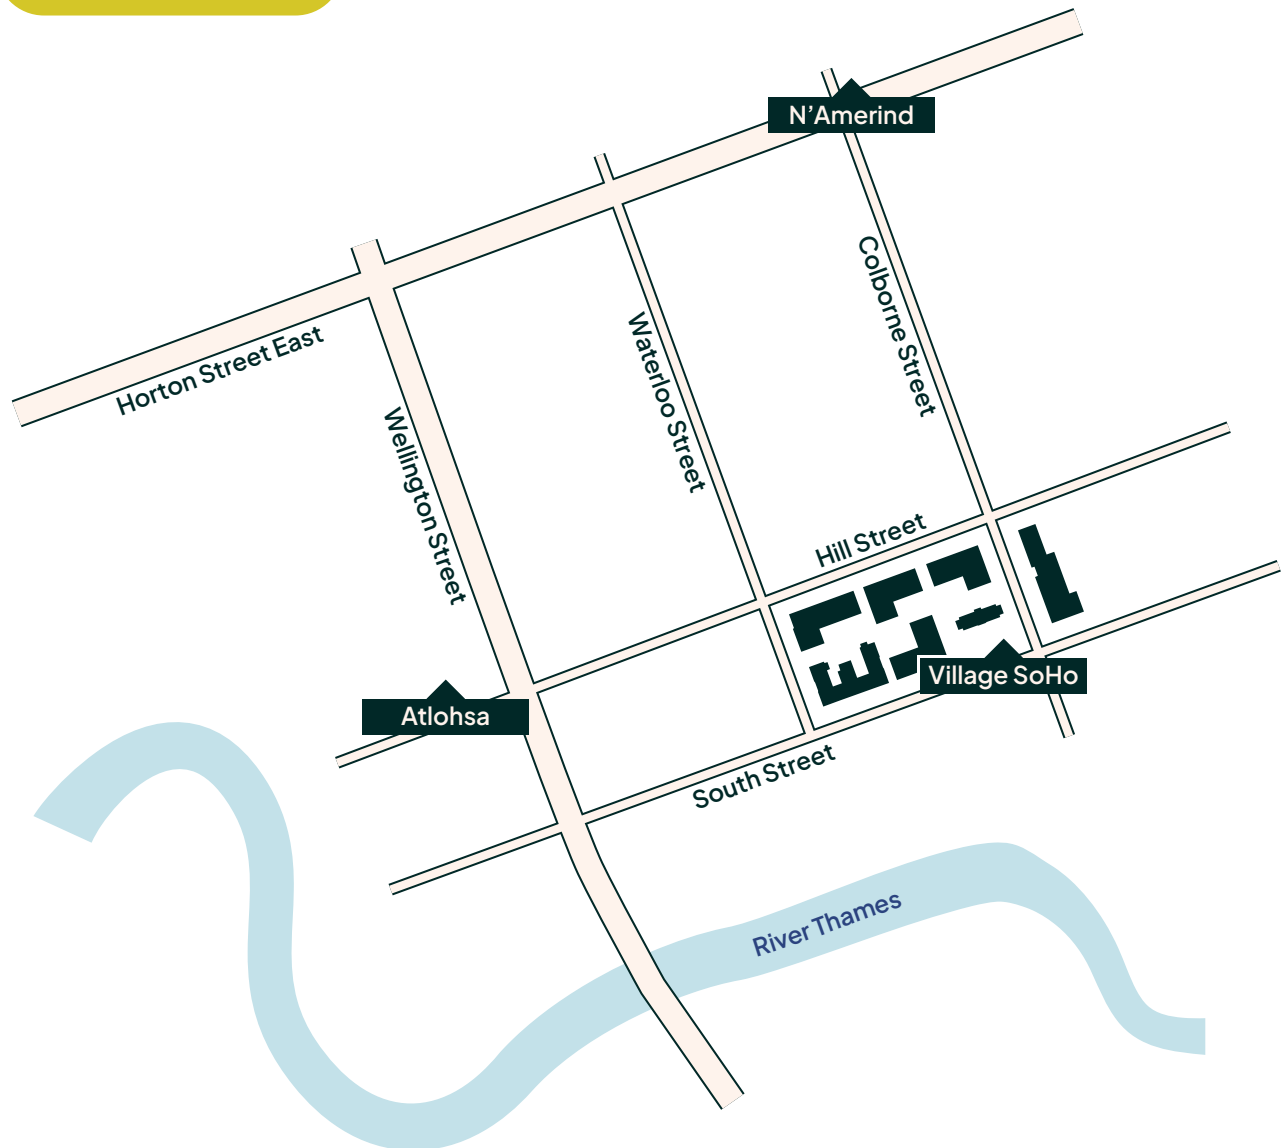 N’Amerind
Colborne Street
Horton Street East
Waterloo Street
Wellington Street
Hill Street
Village SoHo
Atlohsa
South Street
River Thames